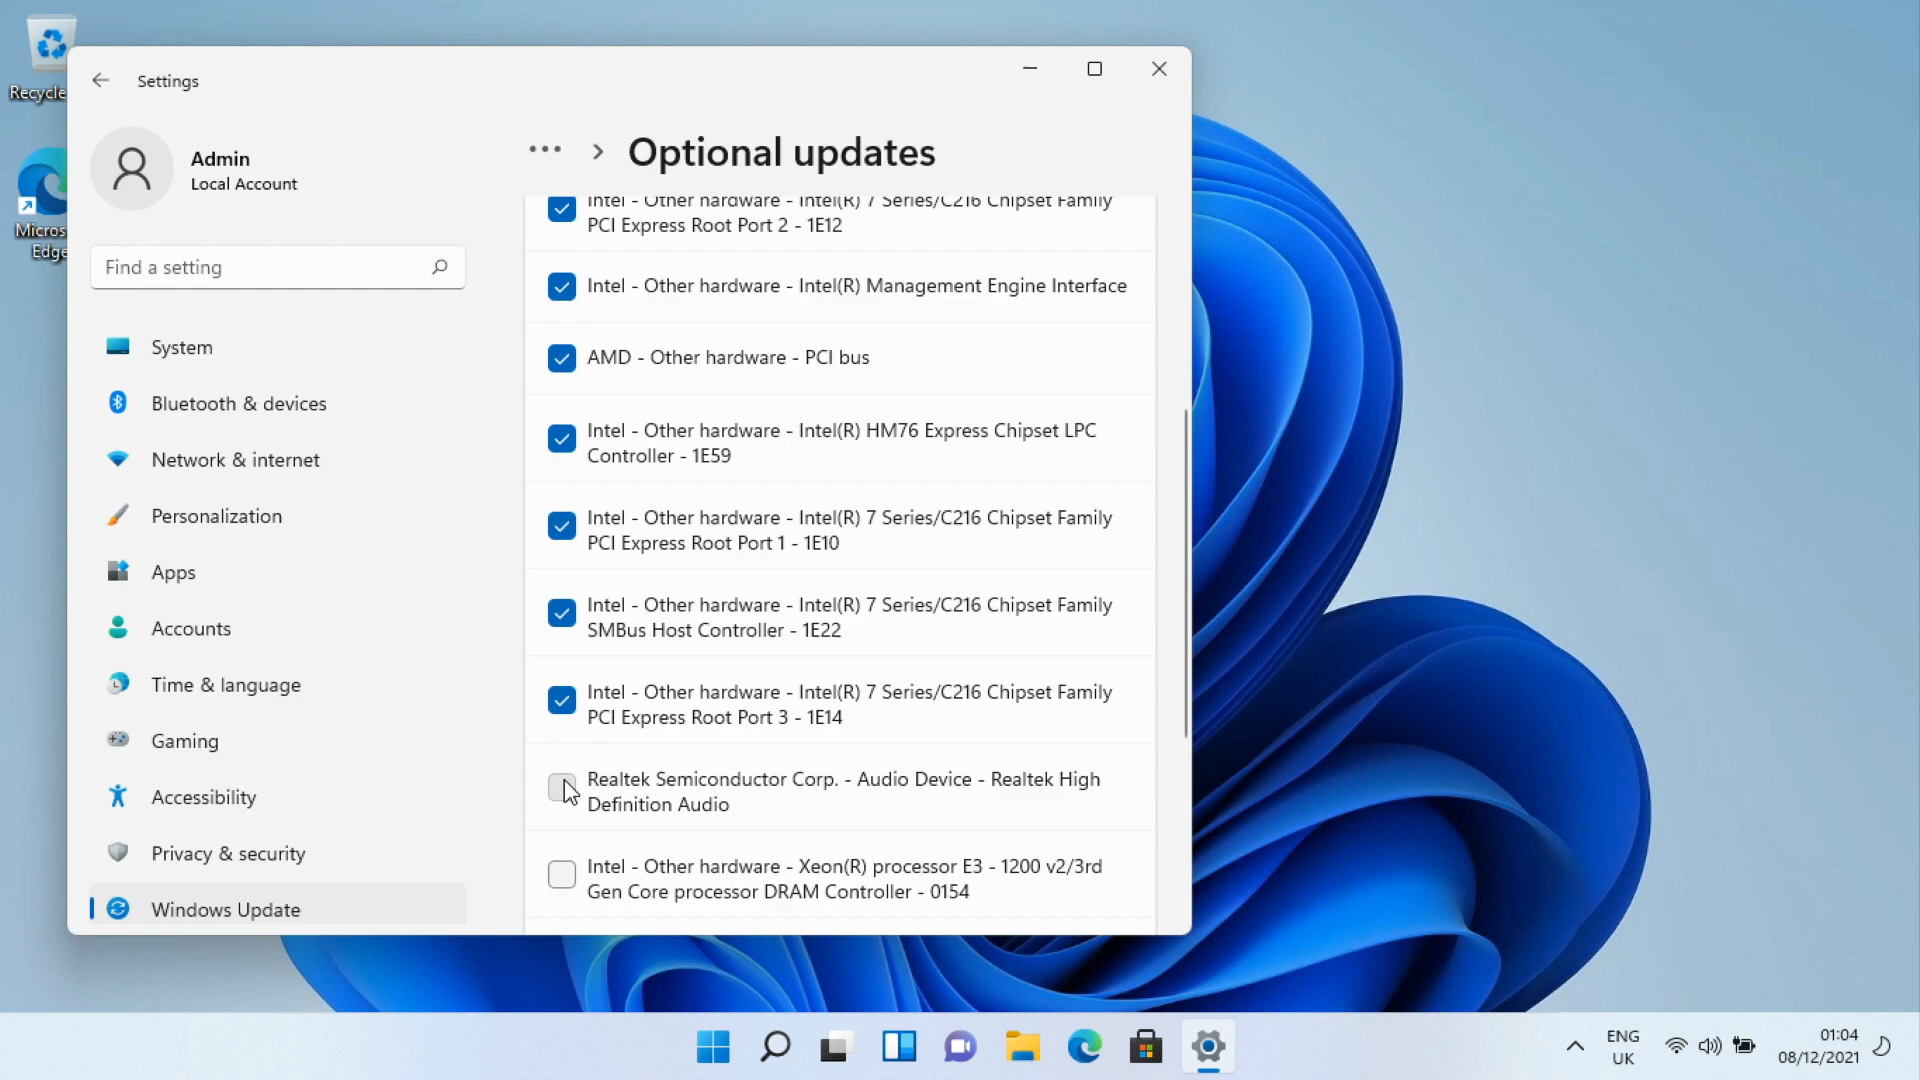 Recycle
Micros
Edge
Settings
Admin
Local Account
Find a setting
System
Bluetooth & devices
Network & internet
Personalization
Apps
Accounts
Time & language
Gaming
Accessibility
Privacy & security
Windows Update
Optional updates
Intel - Other hardware - Intel(R) 7 Series/C216 Chipset Family
PCI Express Root Port 2 - 1E12
Intel - Other hardware - Intel(R) Management Engine Interface
AMD - Other hardware - PCI bus
Intel - Other hardware - Intel(R) HM76 Express Chipset LPC
Controller - 1E59
Intel - Other hardware - Intel(R) 7 Series/C216 Chipset Family
PCI Express Root Port 1 - 1E10
Intel - Other hardware - Intel(R) 7 Series/C216 Chipset Family
SMBus Host Controller - 1E22
Intel - Other hardware - Intel(R) 7 Series/C216 Chipset Family
PCI Express Root Port 3 - 1E14
Realtek Semiconductor Corp. - Audio Device - Realtek High
Definition Audio
Intel - Other hardware - Xeon(R) processor E3 - 1200 v2/3rd
Gen Core processor DRAM Controller - 0154
ENG
UK
01:04
08/12/2021